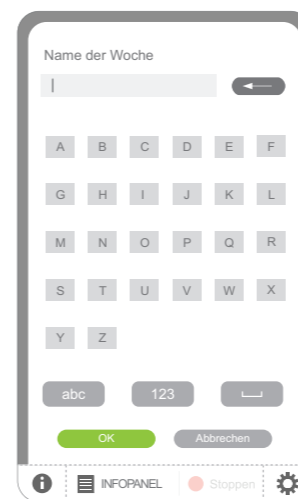 Name der Woche
A B C D E F
G H I J K L
M N O P Q R
S T U V W X
Y Z
abc 123
OK Abbrechen
i INFOPANEL Stoppen